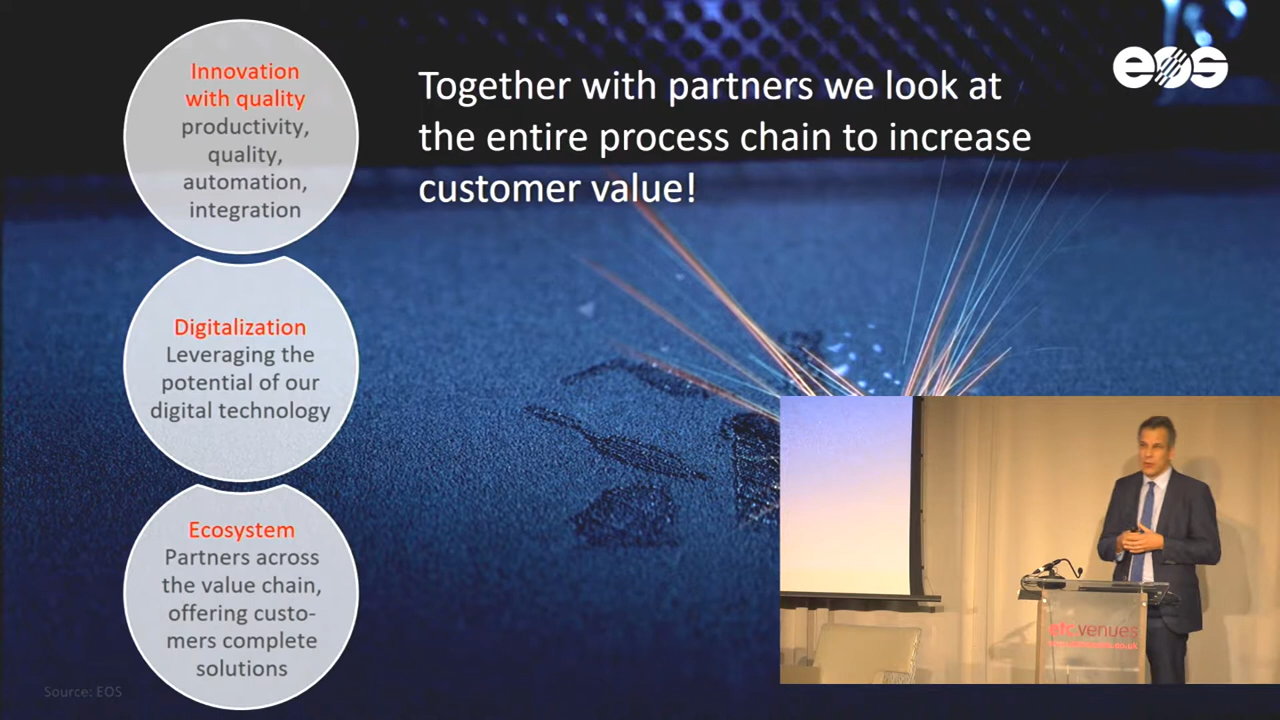 Innovation
with quality
productivity,
quality,
automation,
integration
Together with partners we look at
the entire process chain to increase
customer value!
eos
Digitalization
Leveraging the
potential of our
digital technology
Ecosystem
Partners across
the value chain,
offering custo-
mers complete
solutions
Source: EOS
venues